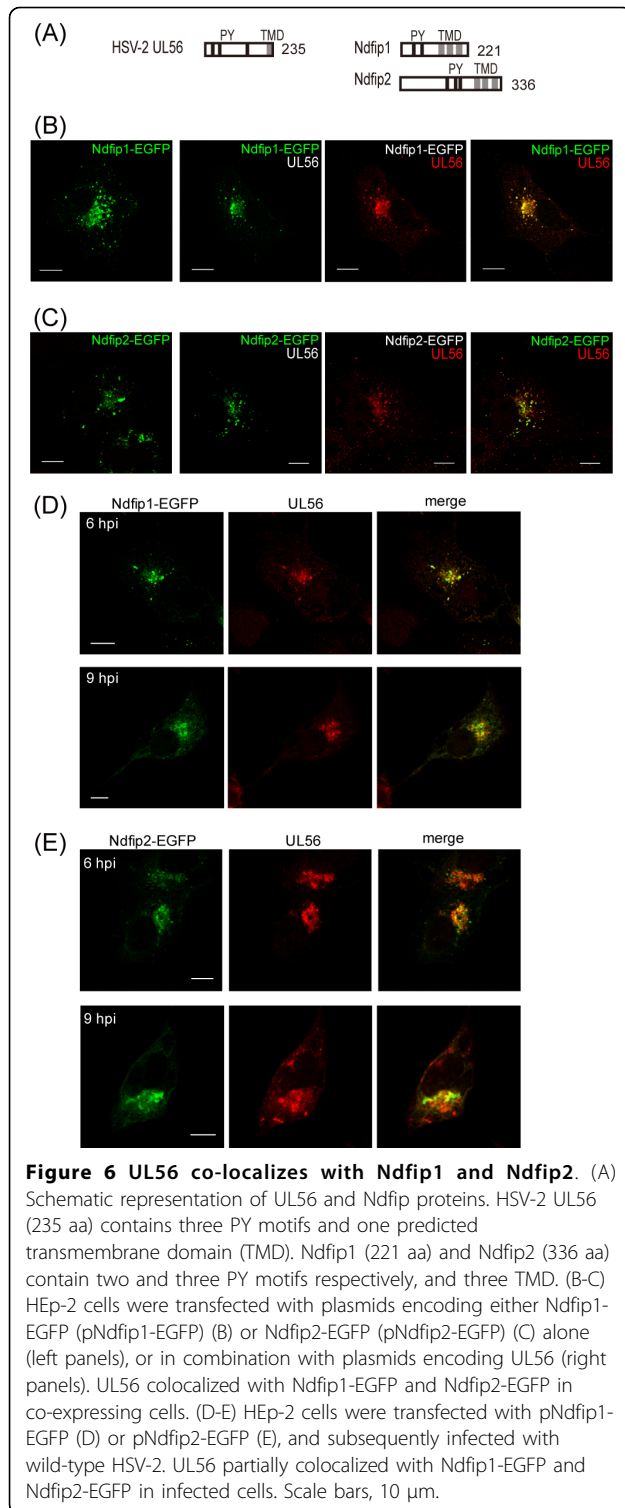 (A)
PY TMD
HSV-2 UL56 235
PY TMD
Ndfip1 221
PY TMD
Ndfip2 336
(B)
Ndfip1-EGFP
Ndfip1-EGFP
UL56
Ndfip1-EGFP
UL56
Ndfip1-EGFP
UL56
(C)
Ndfip2-EGFP
Ndfip2-EGFP
UL56
Ndfip2-EGFP
UL56
Ndfip2-EGFP
UL56
(D)
Ndfip1-EGFP UL56 merge
6 hpi
9 hpi
(E)
Ndfip2-EGFP UL56 merge
6 hpi
9 hpi
Figure 6 UL56 co-localizes with Ndfip1 and Ndfip2. (A)
Schematic representation of UL56 and Ndfip proteins. HSV-2 UL56
(235 aa) contains three PY motifs and one predicted
transmembrane domain (TMD). Ndfip1 (221 aa) and Ndfip2 (336 aa)
contain two and three PY motifs respectively, and three TMD. (B-C)
HEp-2 cells were transfected with plasmids encoding either Ndfip1-
EGFP (pNdfip1-EGFP) (B) or Ndfip2-EGFP (pNdfip2-EGFP) (C) alone
(left panels), or in combination with plasmids encoding UL56 (right
panels). UL56 colocalized with Ndfip1-EGFP and Ndfip2-EGFP in
co-expressing cells. (D-E) HEp-2 cells were transfected with pNdfip1-
EGFP (D) or pNdfip2-EGFP (E), and subsequently infected with
wild-type HSV-2. UL56 partially colocalized with Ndfip1-EGFP and
Ndfip2-EGFP in infected cells. Scale bars, 10 μm.